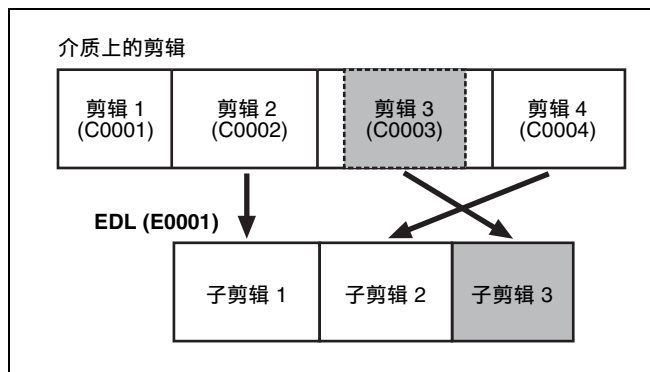 介质上的剪辑
剪辑 1
(C0001)
剪辑 2
(C0002)
剪辑 3
(C0003)
剪辑 4
(C0004)
EDL (E0001)
子剪辑 1
子剪辑 2
子剪辑 3